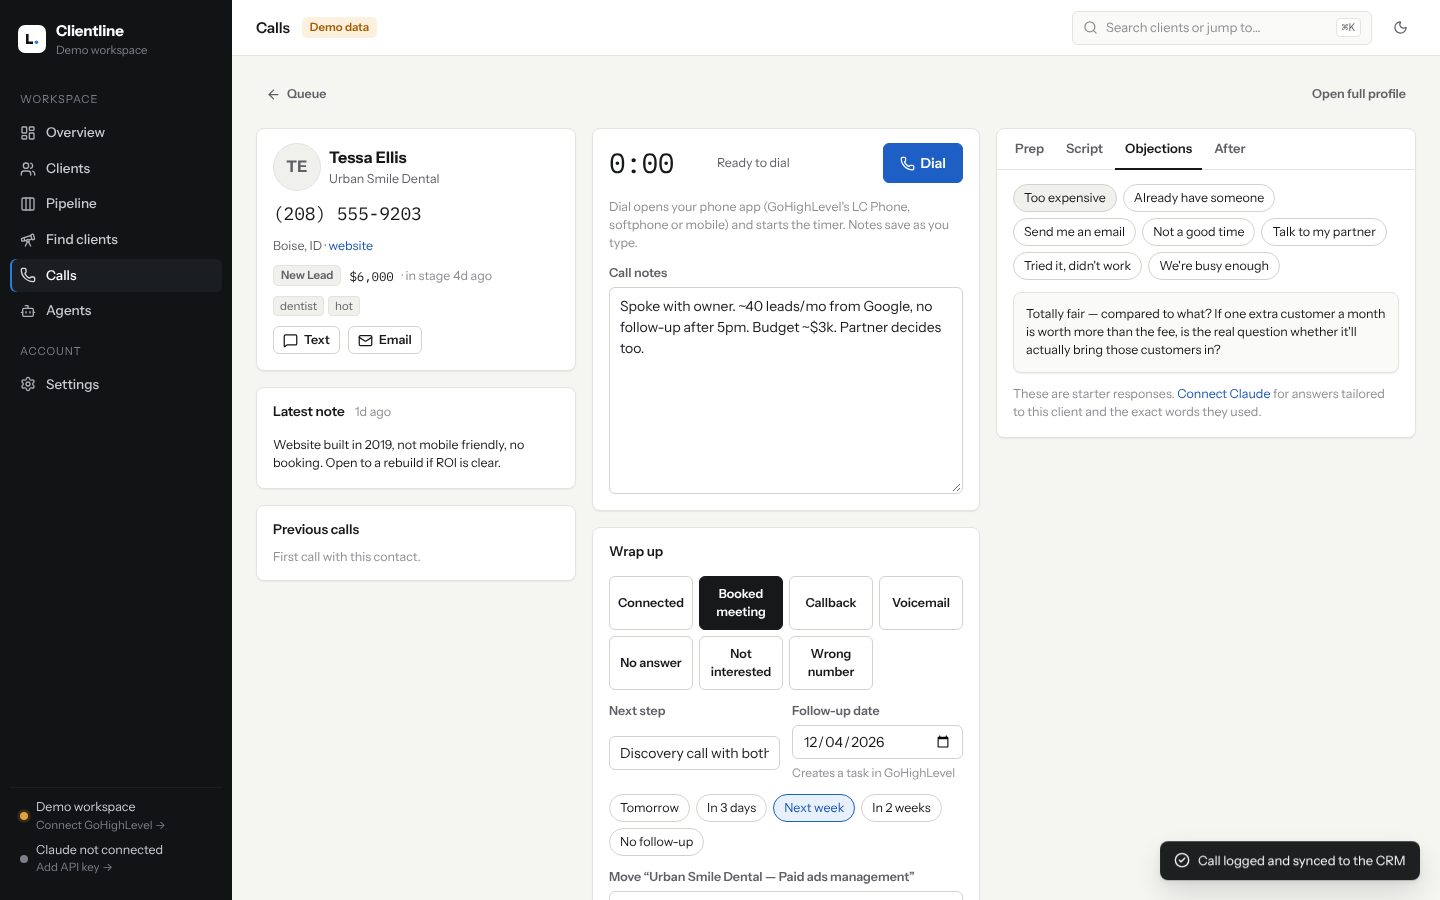 L.
Clientline
Demo workspace
WORKSPACE
Overview
Clients
Pipeline
Find clients
Calls
Agents
ACCOUNT
Settings
Demo workspace
Connect GoHighLevel →
Claude not connected
Add API key →
Calls
Demo data
Search clients or jump to...
⌘K
← Queue
Open full profile
TE
Tessa Ellis
Urban Smile Dental
(208) 555-9203
Boise, ID · website
New Lead $6,000 · in stage 4d ago
dentist hot
Text Email
Latest note 1d ago
Website built in 2019, not mobile friendly, no
booking. Open to a rebuild if ROI is clear.
Previous calls
First call with this contact.
0:00 Ready to dial Dial
Dial opens your phone app (GoHighLevel's LC Phone,
softphone or mobile) and starts the timer. Notes save as you
type.
Call notes
Spoke with owner. ~40 leads/mo from Google, no
follow-up after 5pm. Budget ~$3k. Partner decides
too.
Wrap up
Connected
Booked
meeting
Callback
Voicemail
No answer
Not
interested
Wrong
number
Next step
Discovery call with both
Follow-up date
12/04/2026
Creates a task in GoHighLevel
Tomorrow In 3 days Next week In 2 weeks
No follow-up
Move “Urban Smile Dental — Paid ads management”
Prep Script Objections After
Too expensive Already have someone
Send me an email Not a good time Talk to my partner
Tried it, didn't work We're busy enough
Totally fair — compared to what? If one extra customer a month
is worth more than the fee, is the real question whether it'll
actually bring those customers in?
These are starter responses. Connect Claude for answers tailored
to this client and the exact words they used.
Call logged and synced to the CRM